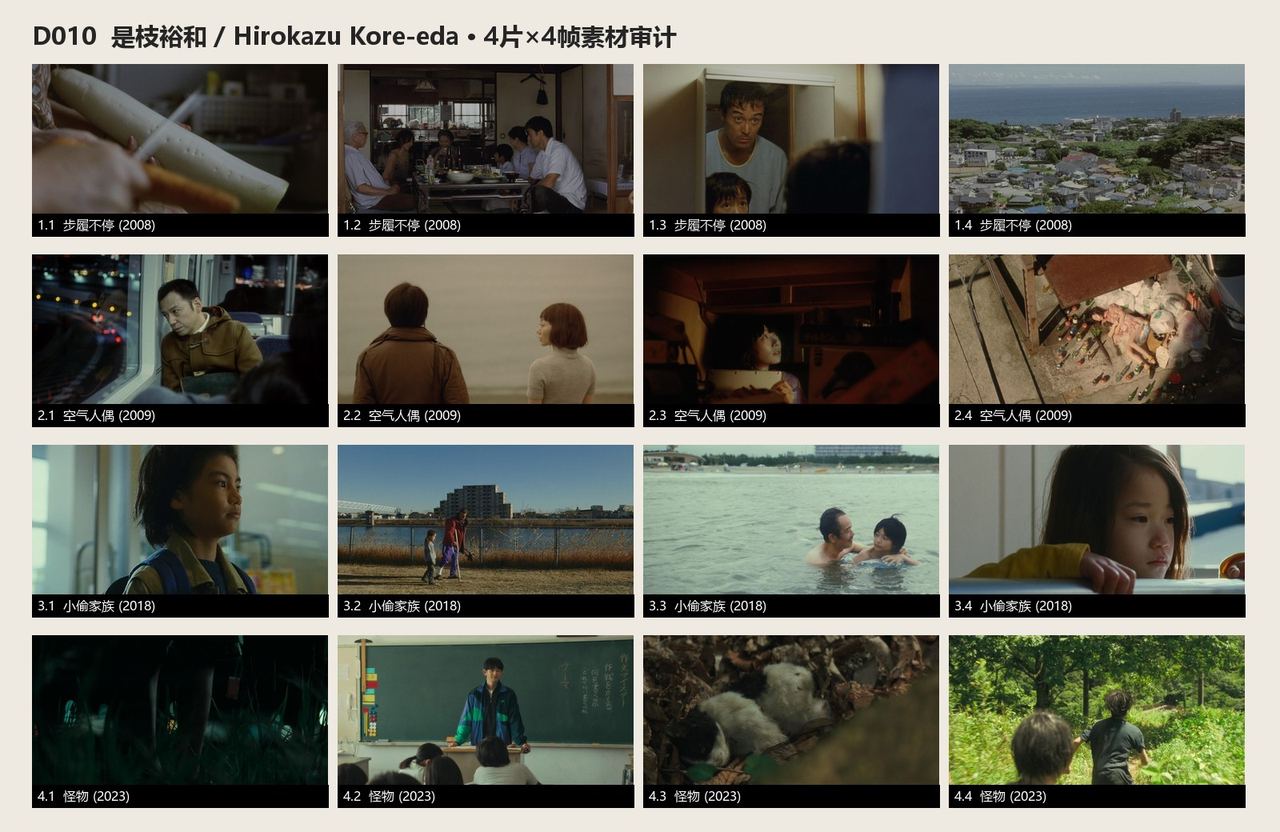 D010 是枝裕和 / Hirokazu Kore-eda • 4片×4帧素材审计
1.1 步履不停 (2008)
1.2 步履不停 (2008)
1.3 步履不停 (2008)
1.4 步履不停 (2008)
2.1 空气人偶 (2009)
2.2 空气人偶 (2009)
2.3 空气人偶 (2009)
2.4 空气人偶 (2009)
3.1 小偷家族 (2018)
3.2 小偷家族 (2018)
3.3 小偷家族 (2018)
3.4 小偷家族 (2018)
4.1 怪物 (2023)
4.2 怪物 (2023)
4.3 怪物 (2023)
4.4 怪物 (2023)